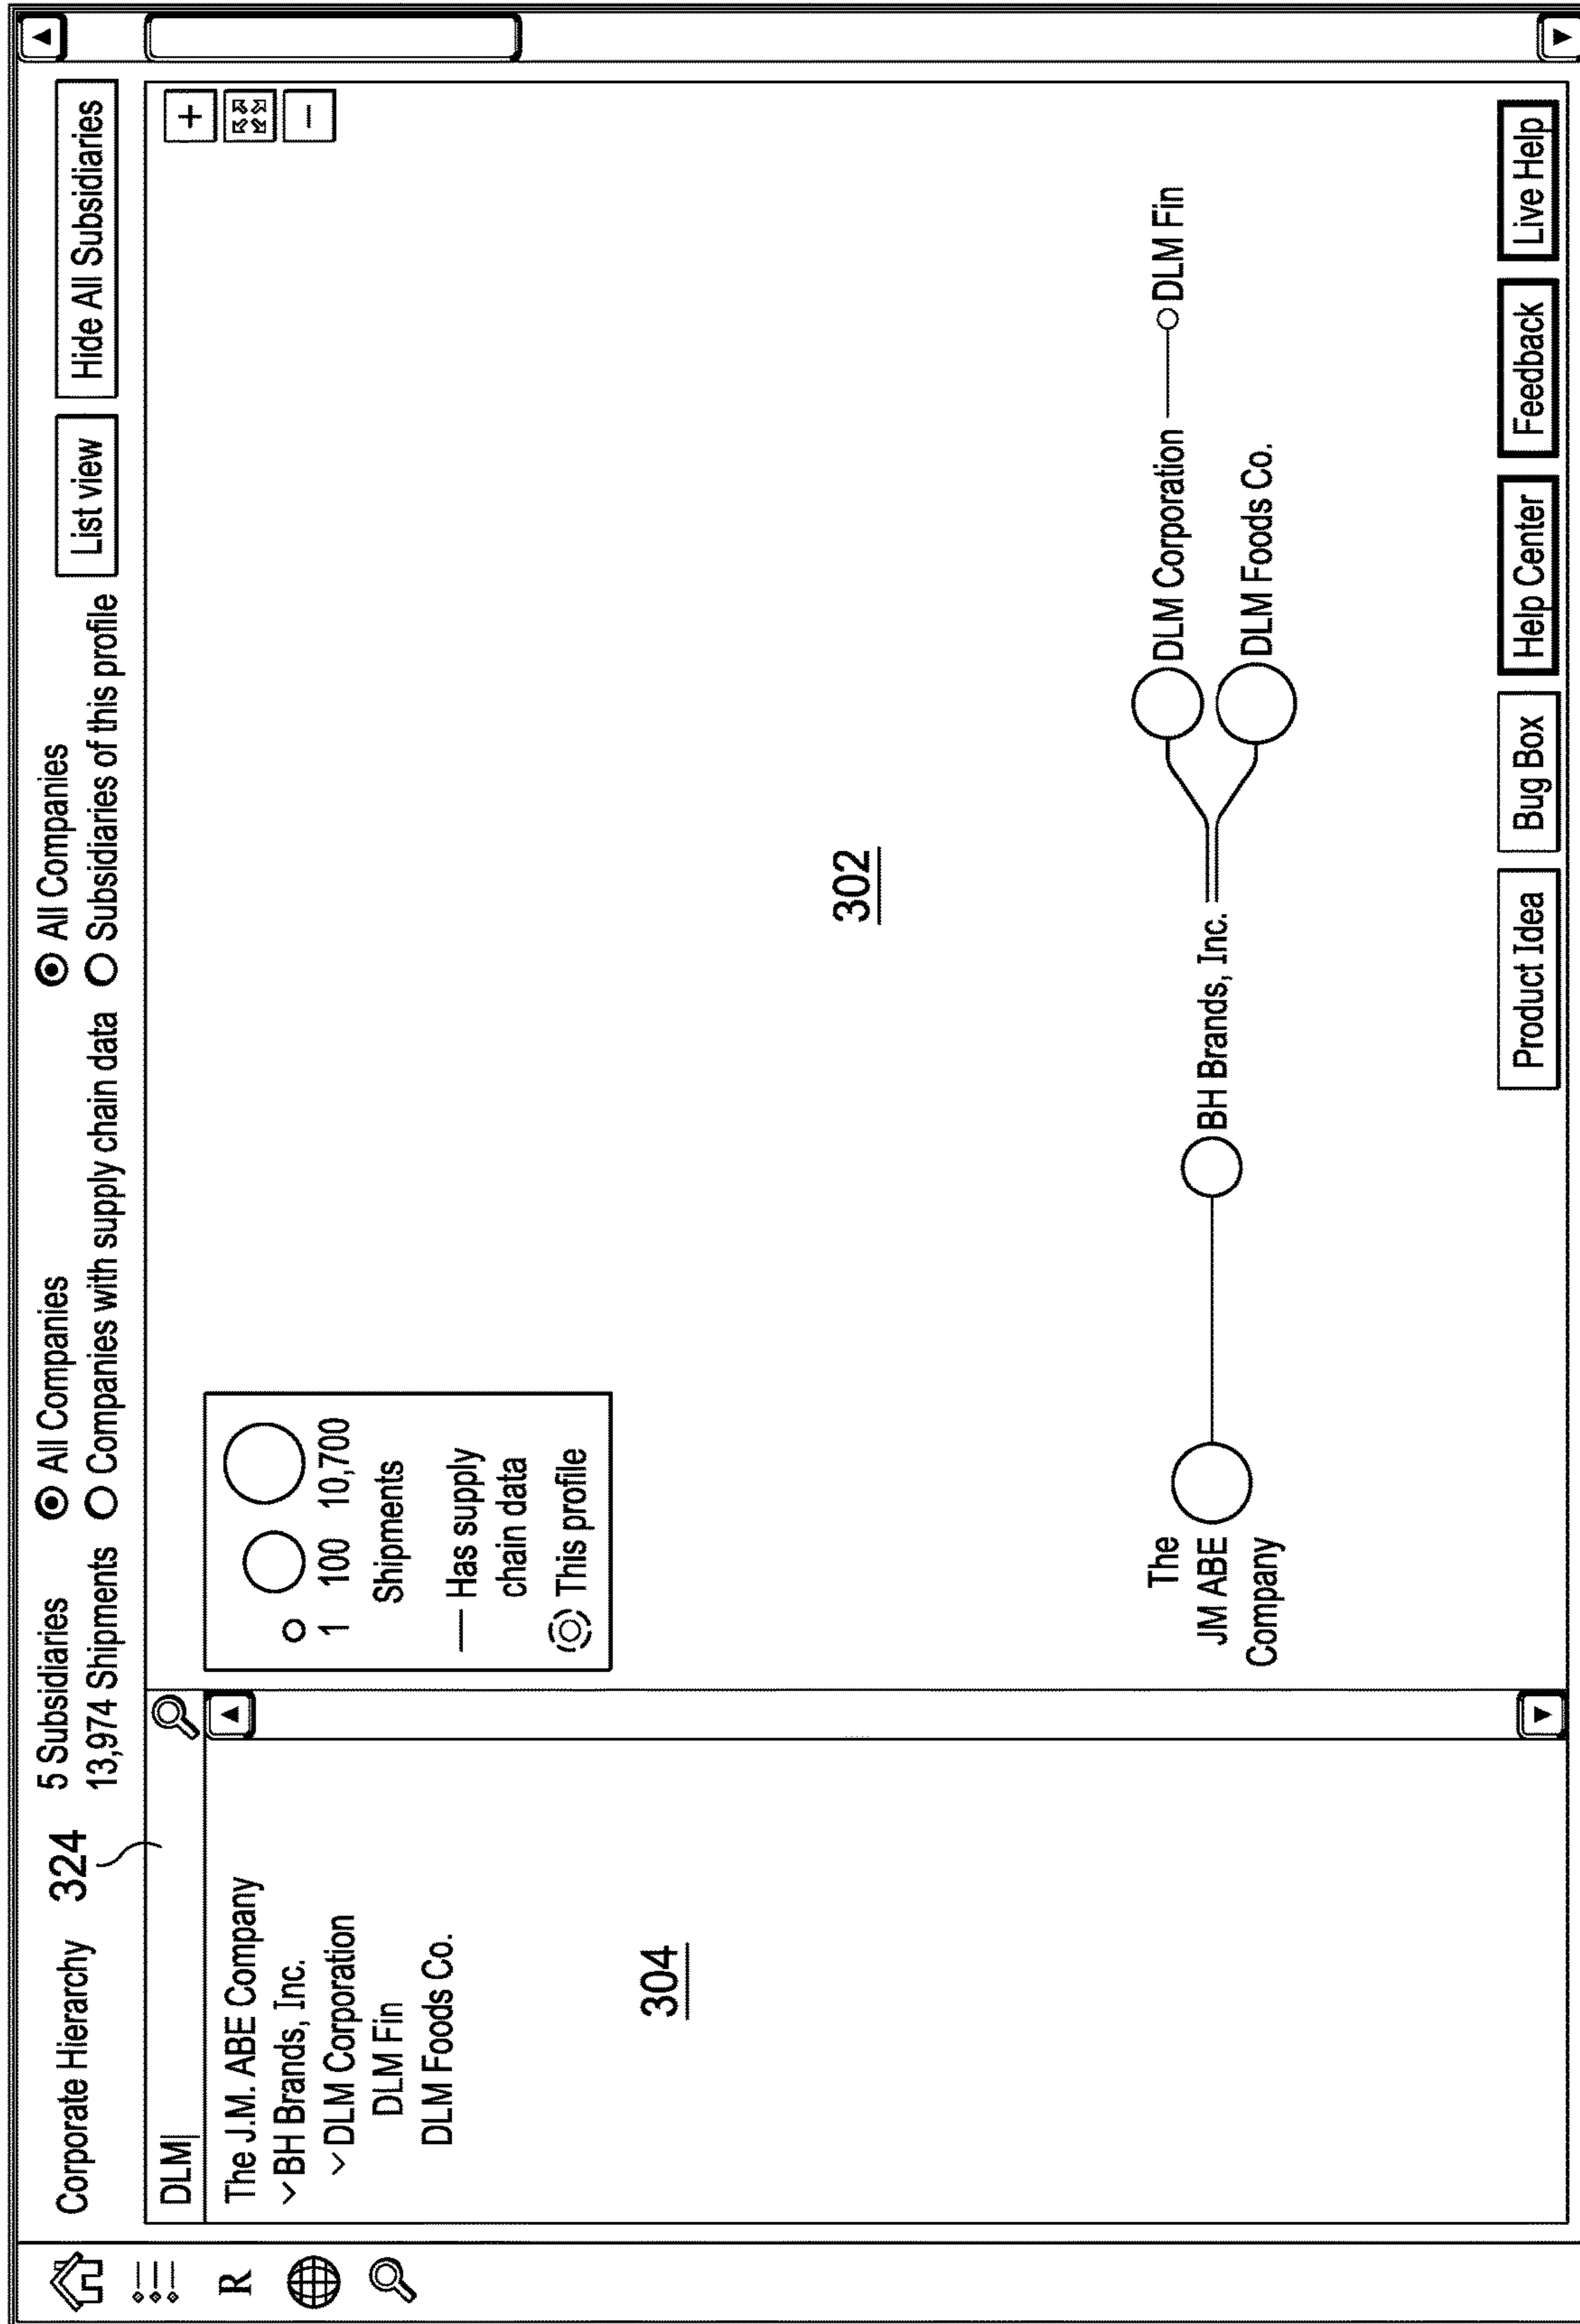 Corporate Hierarchy
324
5 Subsidiaries
13,974 Shipments
All Companies
Companies with supply chain data
All Companies
Subsidiaries of this profile
List view
Hide All Subsidiaries
DLM
The J.M. ABE Company
BH Brands, Inc.
DLM Corporation
DLM Fin
DLM Foods Co.
304
1 100 10,700
Shipments
— Has supply
chain data
This profile
+
−
302
The
JM ABE
Company
BH Brands, Inc.
DLM Corporation
DLM Fin
DLM Foods Co.
Product Idea
Bug Box
Help Center
Feedback
Live Help
R